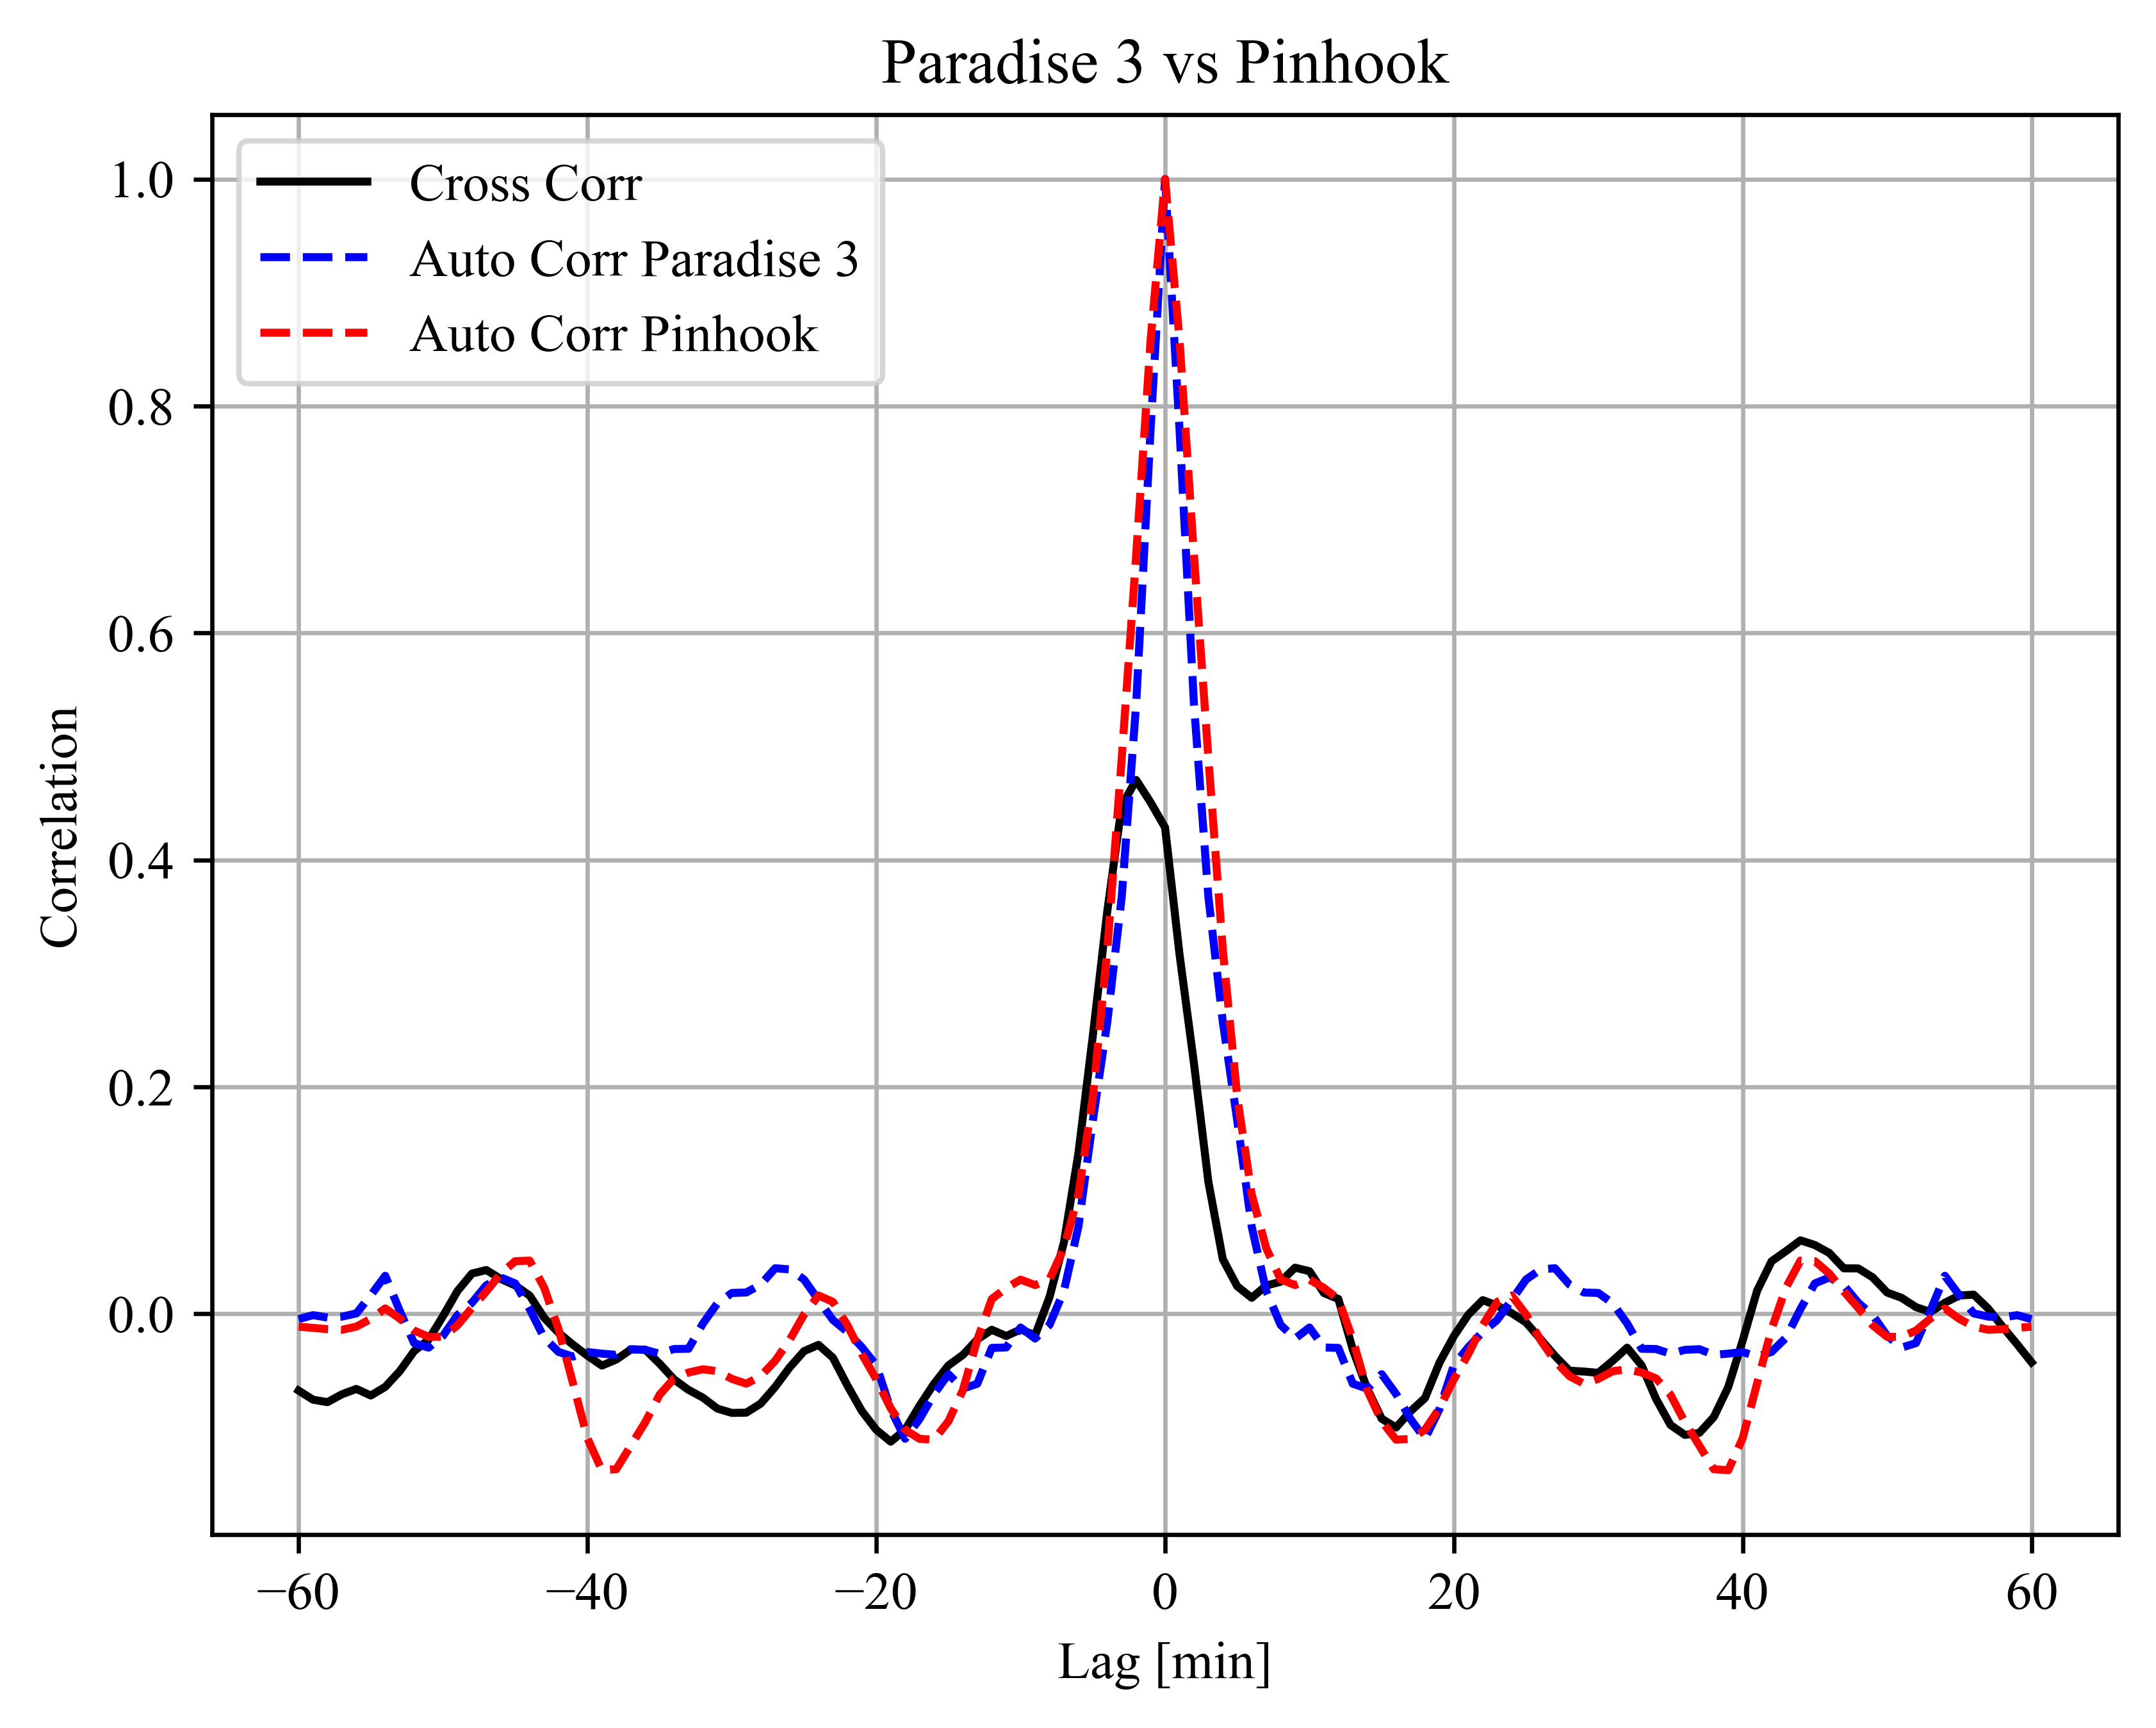 Paradise 3 vs Pinhook
Cross Corr
Auto Corr Paradise 3
Auto Corr Pinhook
1.0
0.8
0.6
0.4
0.2
0.0
Correlation
−60 −40 −20 0 20 40 60
Lag [min]